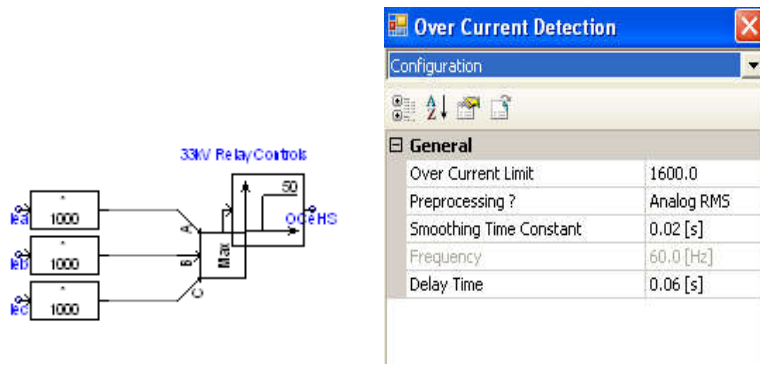 33kV Relay Controls
50
OCeHS
Iea
*
1000
A
Ieb
*
1000
B
Max
Iec
*
1000
C
Over Current Detection
Configuration
General
Over Current Limit 1600.0
Preprocessing ? Analog RMS
Smoothing Time Constant 0.02 [s]
Frequency 60.0 [Hz]
Delay Time 0.06 [s]